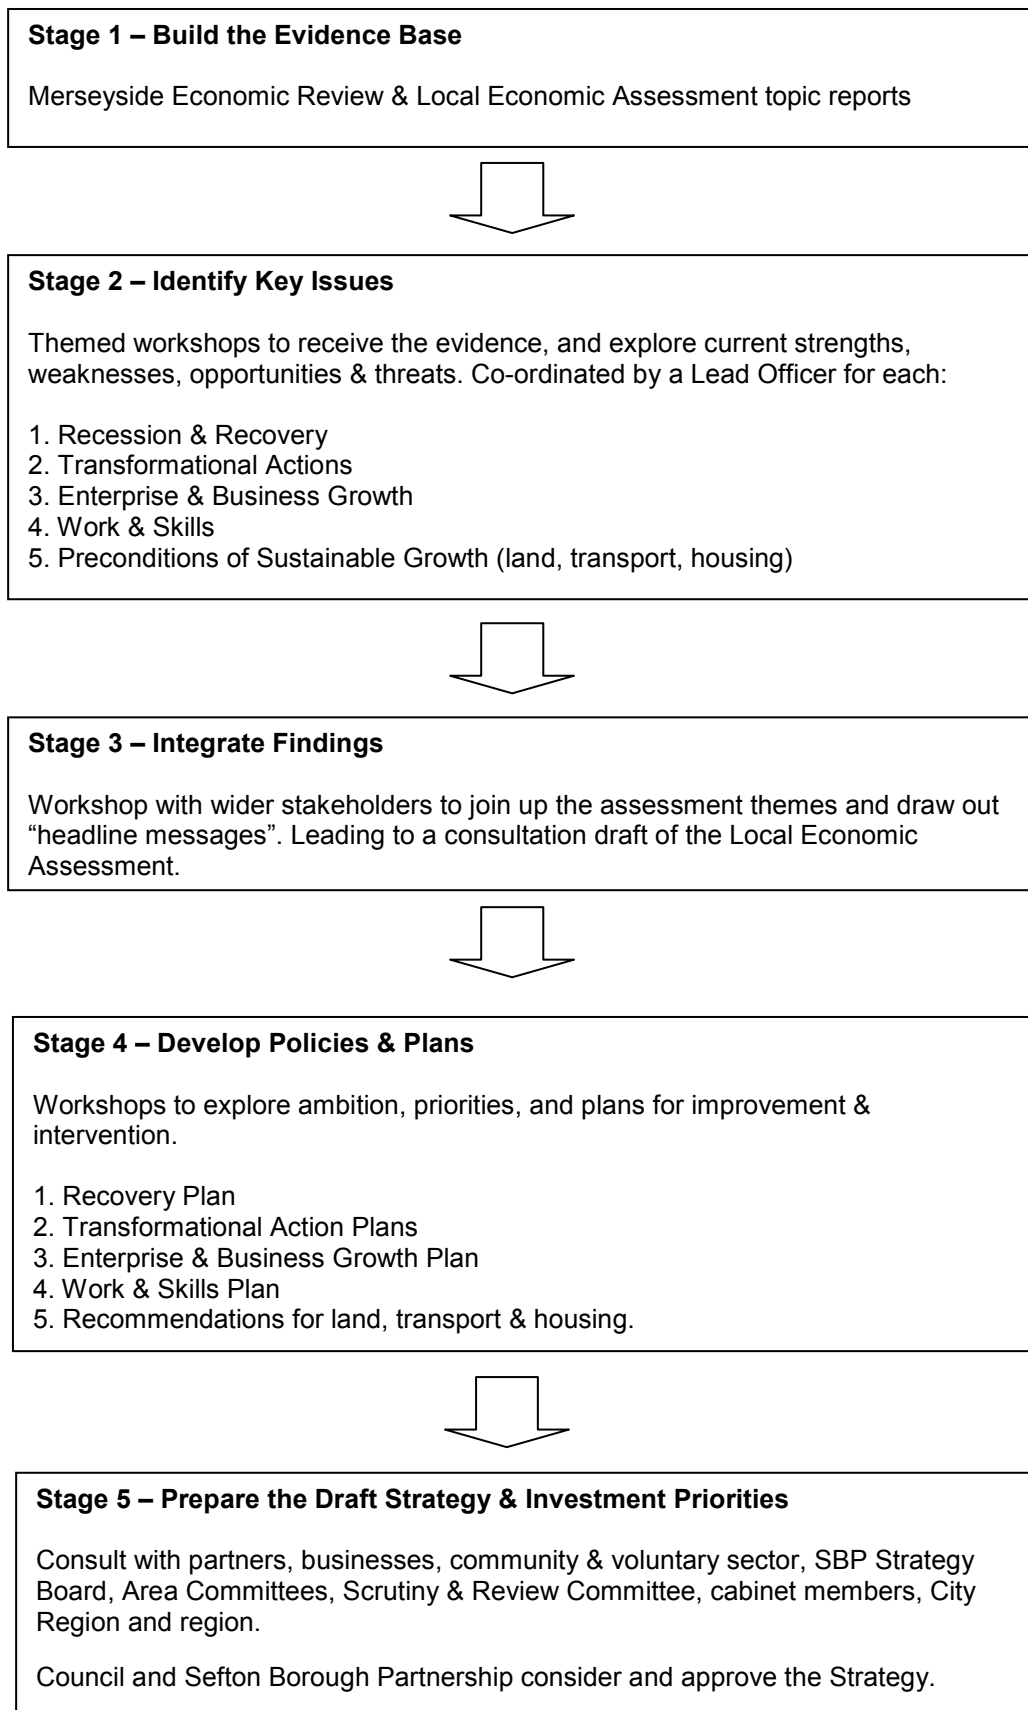 Stage 1 – Build the Evidence Base
Merseyside Economic Review & Local Economic Assessment topic reports
Stage 2 – Identify Key Issues
Themed workshops to receive the evidence, and explore current strengths,
weaknesses, opportunities & threats. Co-ordinated by a Lead Officer for each:
1. Recession & Recovery
2. Transformational Actions
3. Enterprise & Business Growth
4. Work & Skills
5. Preconditions of Sustainable Growth (land, transport, housing)
Stage 3 – Integrate Findings
Workshop with wider stakeholders to join up the assessment themes and draw out
“headline messages”. Leading to a consultation draft of the Local Economic
Assessment.
Stage 4 – Develop Policies & Plans
Workshops to explore ambition, priorities, and plans for improvement &
intervention.
1. Recovery Plan
2. Transformational Action Plans
3. Enterprise & Business Growth Plan
4. Work & Skills Plan
5. Recommendations for land, transport & housing.
Stage 5 – Prepare the Draft Strategy & Investment Priorities
Consult with partners, businesses, community & voluntary sector, SBP Strategy
Board, Area Committees, Scrutiny & Review Committee, cabinet members, City
Region and region.
Council and Sefton Borough Partnership consider and approve the Strategy.